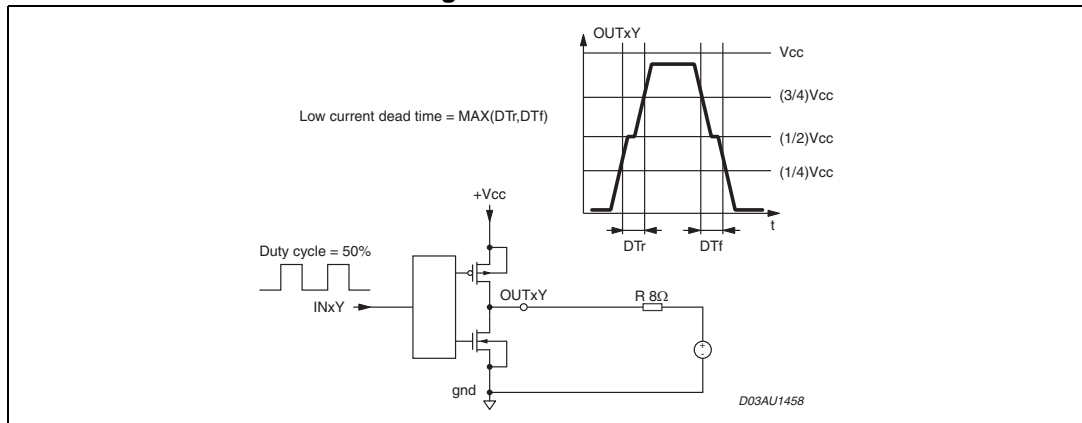 OUTxY
Vcc
(3/4)Vcc
Low current dead time = MAX(DTr,DTf)
(1/2)Vcc
(1/4)Vcc
+Vcc
t
DTr
DTf
Duty cycle = 50%
INxY
OUTxY
R 8Ω
+
-
gnd
D03AU1458